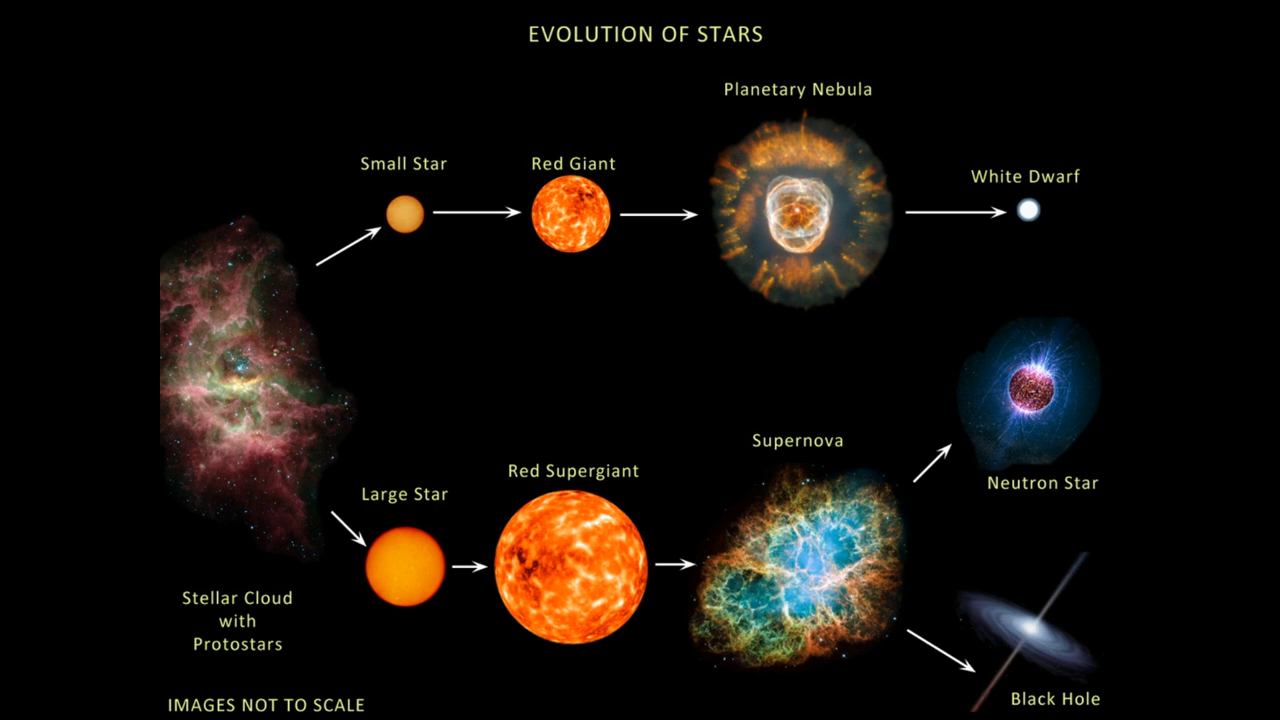 EVOLUTION OF STARS
Planetary Nebula
Small Star
Red Giant
White Dwarf
Supernova
Neutron Star
Red Supergiant
Large Star
Stellar Cloud
with
Protostars
Black Hole
IMAGES NOT TO SCALE